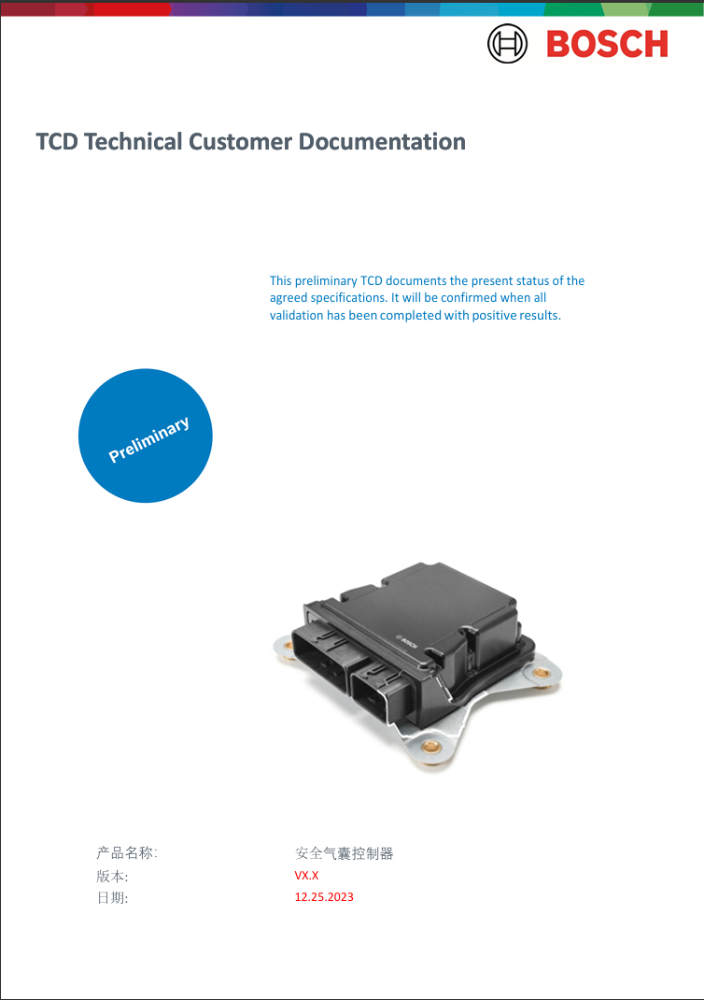 BOSCH
TCD Technical Customer Documentation
This preliminary TCD documents the present status of the
agreed specifications. It will be confirmed when all
validation has been completed with positive results.
Preliminary
BOSCH
产品名称: 安全气囊控制器
版本: VX.X
日期: 12.25.2023